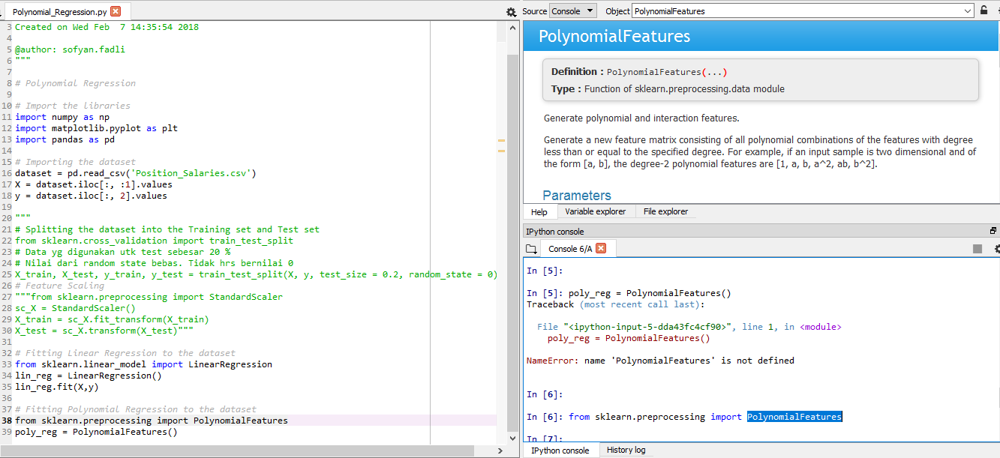 Polynomial_Regression.py
3 Created on Wed Feb  7 14:35:54 2018
4
5 @author: sofyan.fadli
6 """
7
8 # Polynomial Regression
9
10 # Import the libraries
11 import numpy as np
12 import matplotlib.pyplot as plt
13 import pandas as pd
14
15 # Importing the dataset
16 dataset = pd.read_csv('Position_Salaries.csv')
17 X = dataset.iloc[:, :1].values
18 y = dataset.iloc[:, 2].values
19
20 """
21 # Splitting the dataset into the Training set and Test set
22 from sklearn.cross_validation import train_test_split
23 # Data yg digunakan utk test sebesar 20 %
24 # Nilai dari random state bebas. Tidak hrs bernilai 0
25 X_train, X_test, y_train, y_test = train_test_split(X, y, test_size = 0.2, random_state = 0)
26 # Feature Scaling
27 """from sklearn.preprocessing import StandardScaler
28 sc_X = StandardScaler()
29 X_train = sc_X.fit_transform(X_train)
30 X_test = sc_X.transform(X_test)"""
31
32 # Fitting Linear Regression to the dataset
33 from sklearn.linear_model import LinearRegression
34 lin_reg = LinearRegression()
35 lin_reg.fit(X,y)
36
37 # Fitting Polynomial Regression to the dataset
38 from sklearn.preprocessing import PolynomialFeatures
39 poly_reg = PolynomialFeatures()
Source Console Object PolynomialFeatures
PolynomialFeatures
Definition : PolynomialFeatures(...)
Type : Function of sklearn.preprocessing.data module
Generate polynomial and interaction features.
Generate a new feature matrix consisting of all polynomial combinations of the features with degree
less than or equal to the specified degree. For example, if an input sample is two dimensional and of
the form [a, b], the degree-2 polynomial features are [1, a, b, a^2, ab, b^2].
Parameters
Help Variable explorer File explorer
IPython console
Console 6/A
In [5]:
In [5]: poly_reg = PolynomialFeatures()
Traceback (most recent call last):
File "<ipython-input-5-dda43fc4cf90>", line 1, in <module>
poly_reg = PolynomialFeatures()
NameError: name 'PolynomialFeatures' is not defined
In [6]:
In [6]: from sklearn.preprocessing import PolynomialFeatures
In [7]:
IPython console History log